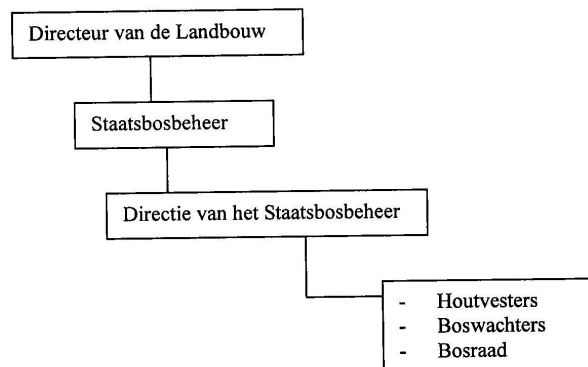 Directeur van de Landbouw
Staatsbosbeheer
Directie van het Staatsbosbeheer
- Houtvesters
- Boswachters
- Bosraad